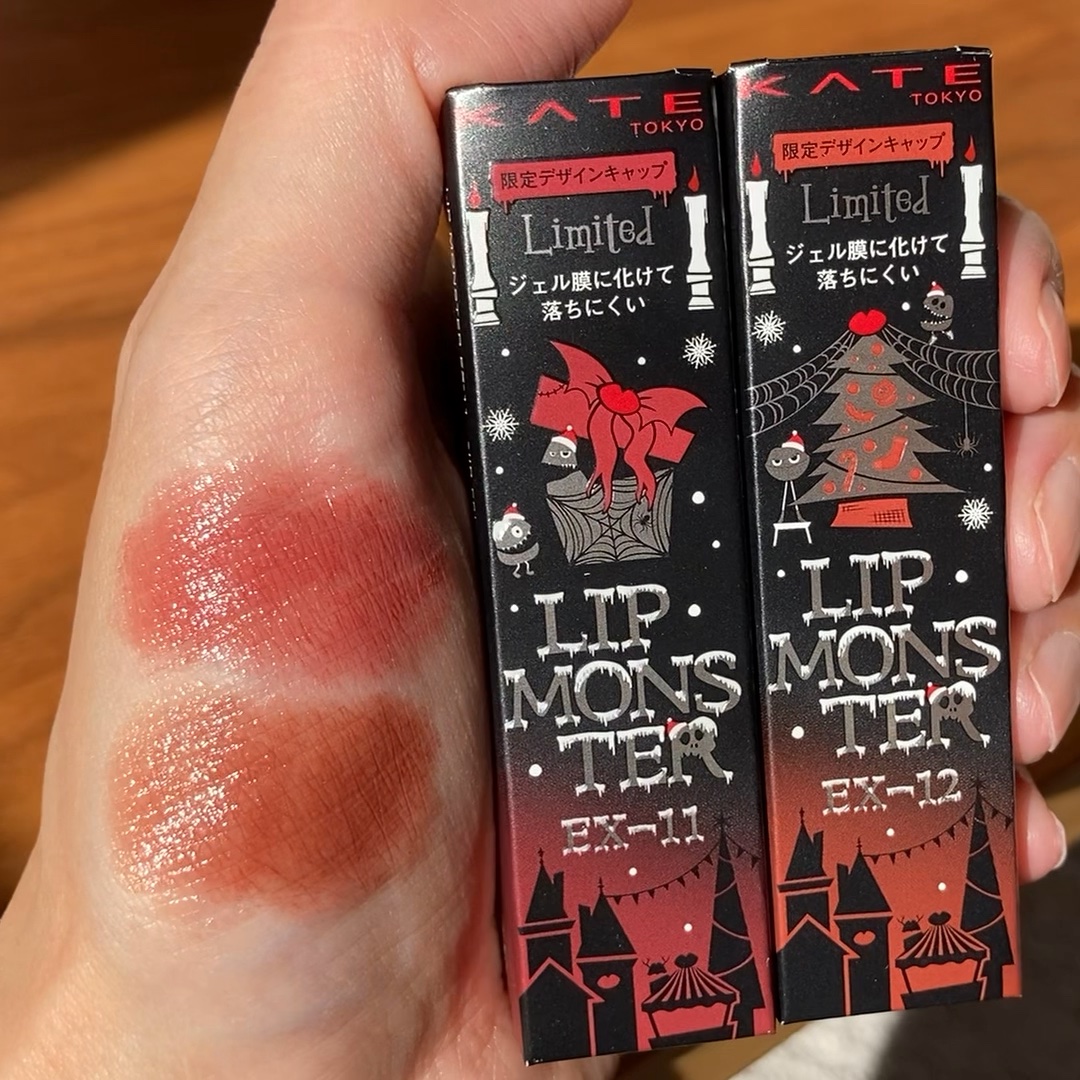 KATE
TOKYO
限定デザインキャップ
Limited
ジェル膜に化けて
落ちにくい
LIP
MONS
TER
EX-11
KATE
TOKYO
限定デザインキャップ
Limited
ジェル膜に化けて
落ちにくい
LIP
MONS
TER
EX-12